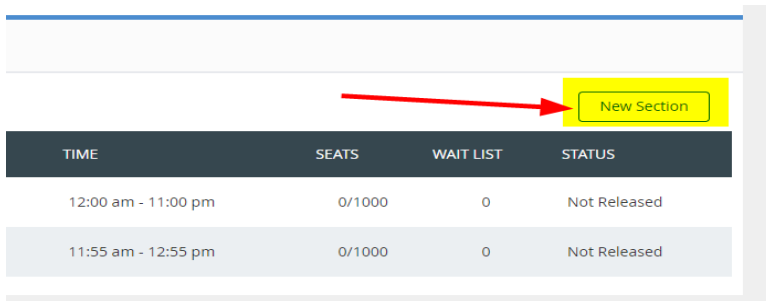 New Section
TIME SEATS WAIT LIST STATUS
12:00 am - 11:00 pm 0/1000 0 Not Released
11:55 am - 12:55 pm 0/1000 0 Not Released